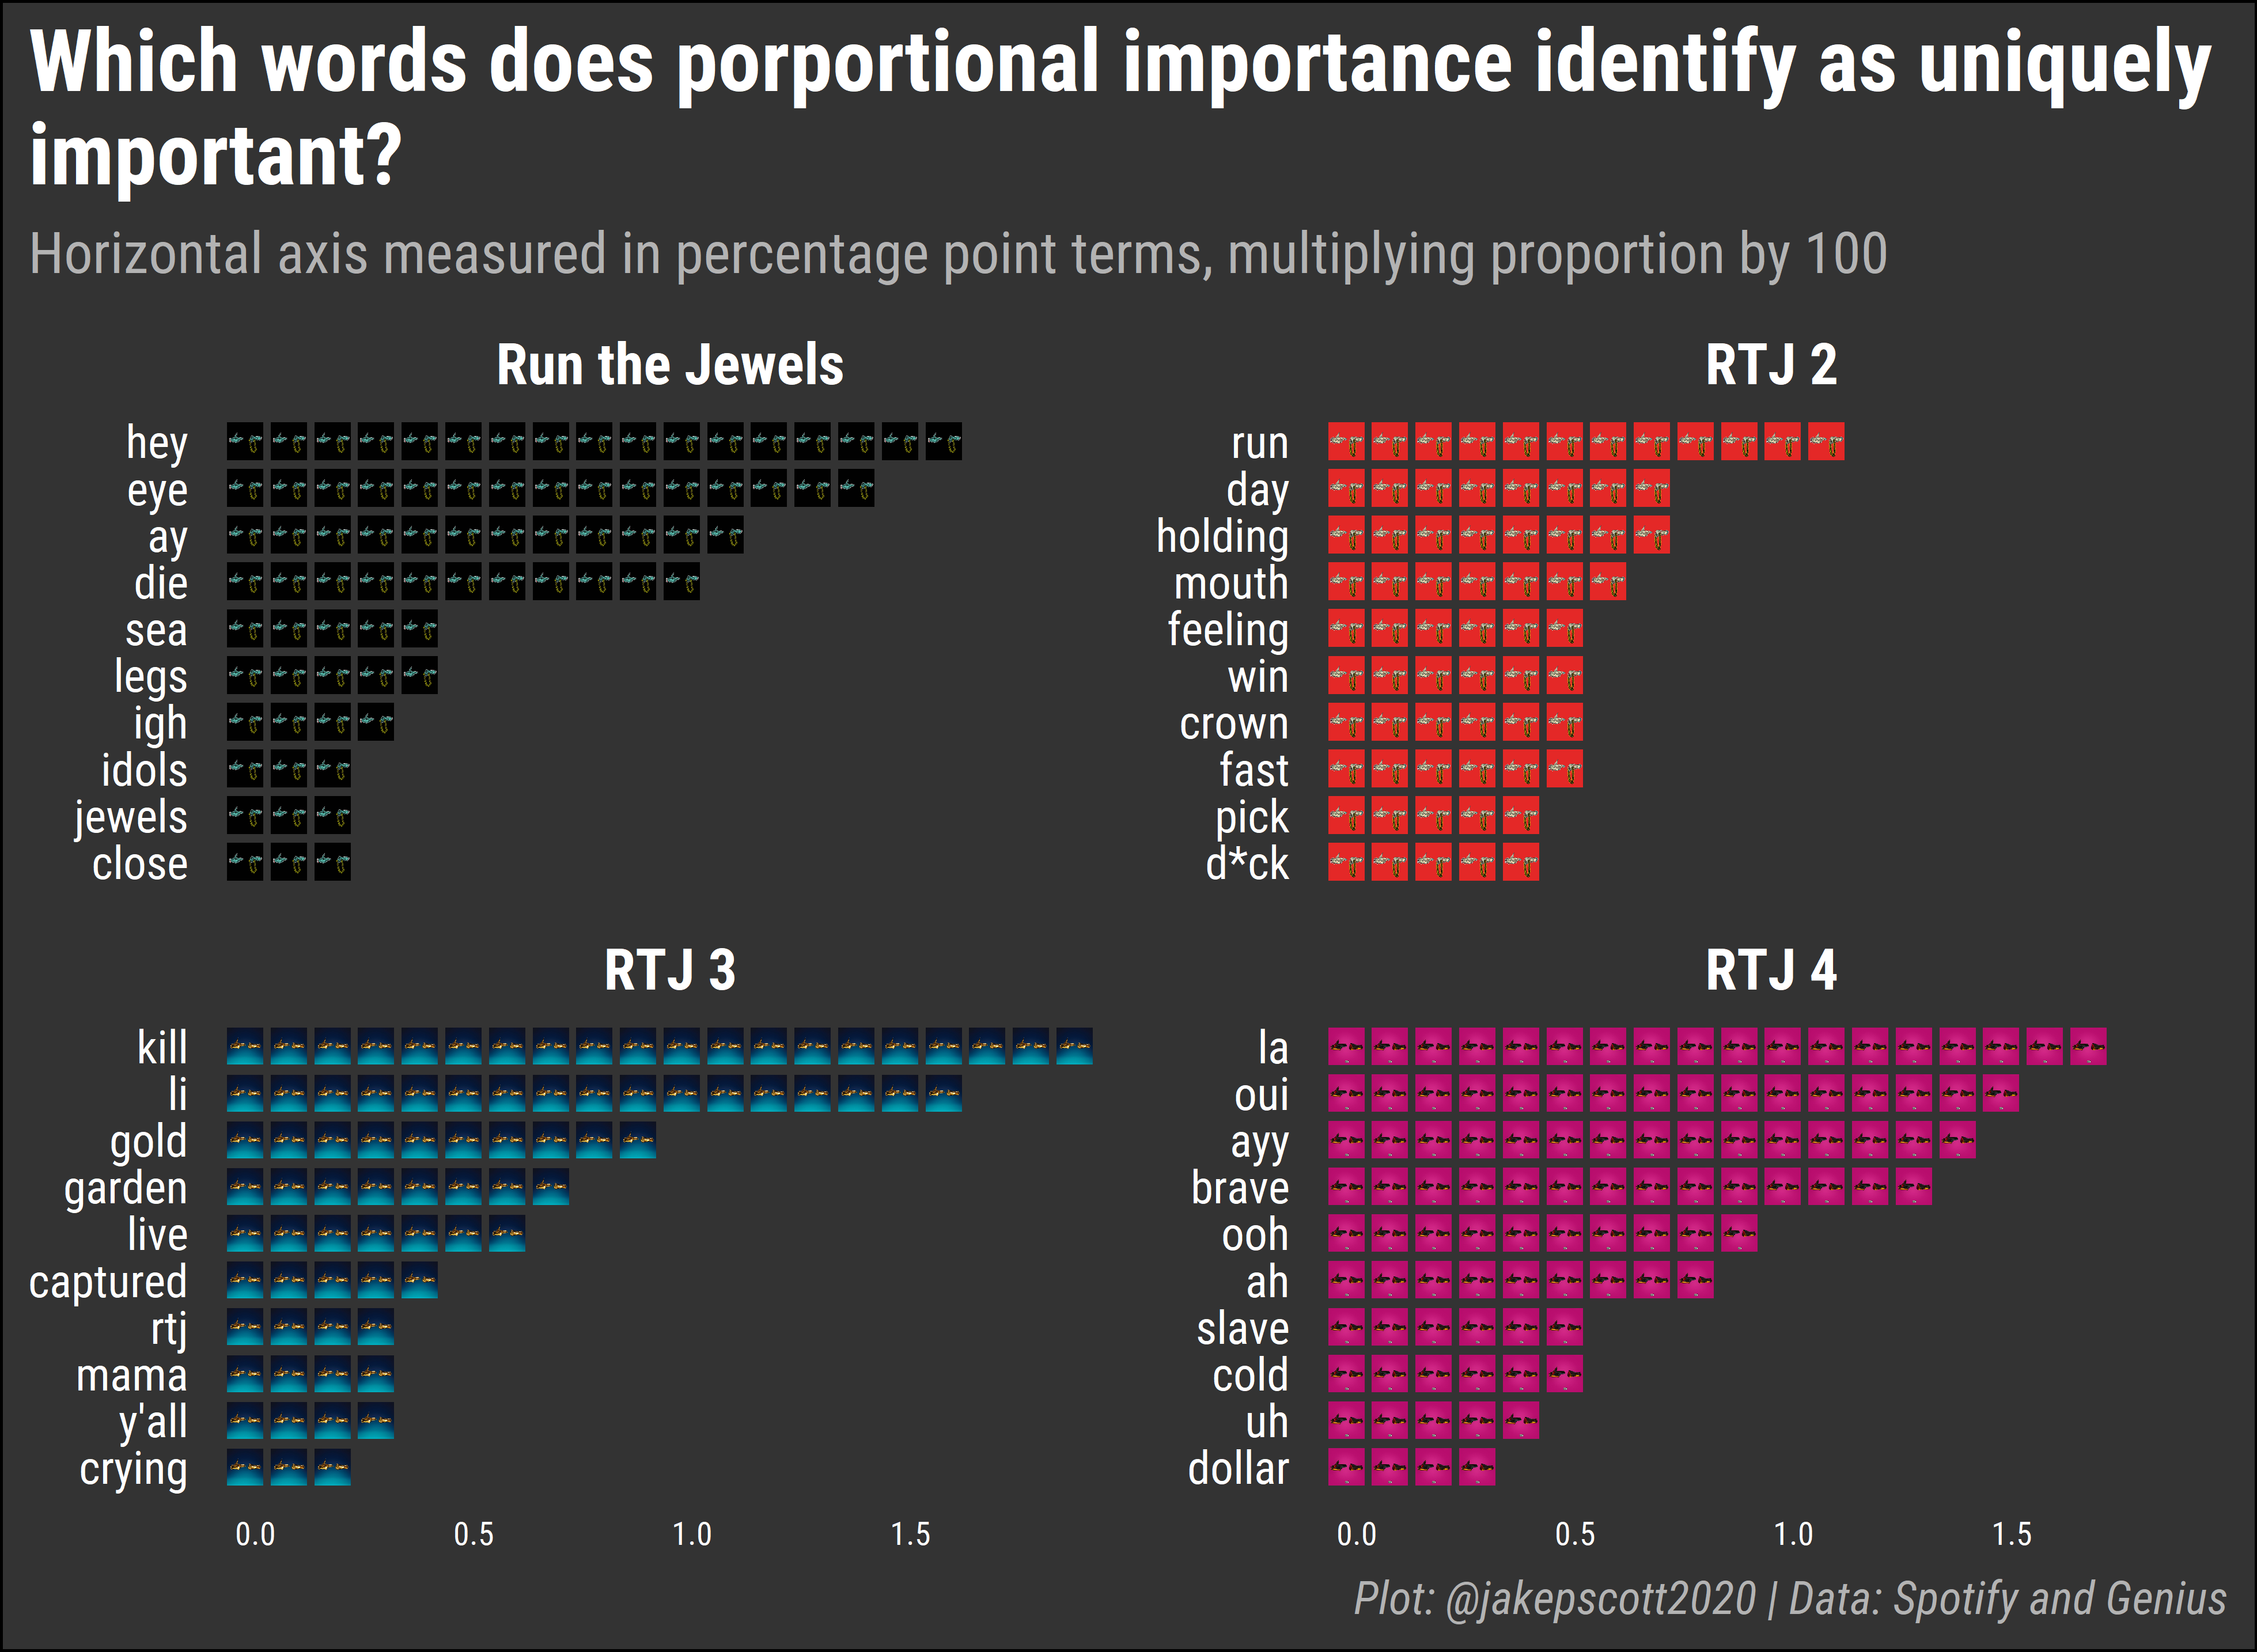 Which words does porportional importance identify as uniquely
important?
Horizontal axis measured in percentage point terms, multiplying proportion by 100
Run the Jewels
hey
eye
ay
die
sea
legs
igh
idols
jewels
close
RTJ 2
run
day
holding
mouth
feeling
win
crown
fast
pick
d*ck
RTJ 3
kill
li
gold
garden
live
captured
rtj
mama
y'all
crying
0.0 0.5 1.0 1.5
RTJ 4
la
oui
ayy
brave
ooh
ah
slave
cold
uh
dollar
0.0 0.5 1.0 1.5
Plot: @jakepscott2020 | Data: Spotify and Genius